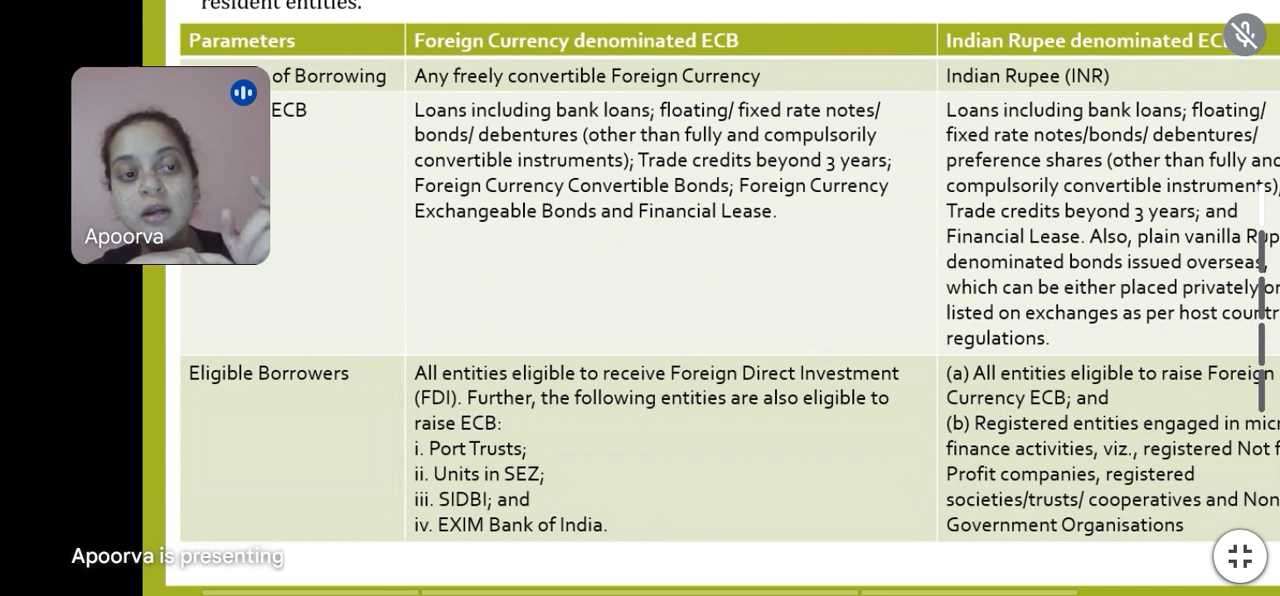 resident entities.
Parameters
Foreign Currency denominated ECB
Indian Rupee denominated
of Borrowing
Any freely convertible Foreign Currency
Indian Rupee (INR)
ECB
Loans including bank loans; floating/ fixed rate notes/
bonds/ debentures (other than fully and compulsorily
convertible instruments); Trade credits beyond 3 years;
Foreign Currency Convertible Bonds; Foreign Currency
Exchangeable Bonds and Financial Lease.
Loans including bank loans; floating/
fixed rate notes/bonds/ debentures/
preference shares (other than fully
compulsorily convertible instruments);
Trade credits beyond 3 years; and
Financial Lease. Also, plain vanilla
denominated bonds issued overseas,
which can be either placed privately or
listed on exchanges as per host
regulations.
Eligible Borrowers
All entities eligible to receive Foreign Direct Investment
(FDI). Further, the following entities are also eligible to
raise ECB:
i. Port Trusts;
ii. Units in SEZ;
iii. SIDBI; and
iv. EXIM Bank of India.
(a) All entities eligible to raise Foreign
Currency ECB; and
(b) Registered entities engaged in
finance activities, viz., registered Not
Profit companies, registered
societies/trusts/ cooperatives and Non
Government Organisations
Apoorva
Apoorva is presenting